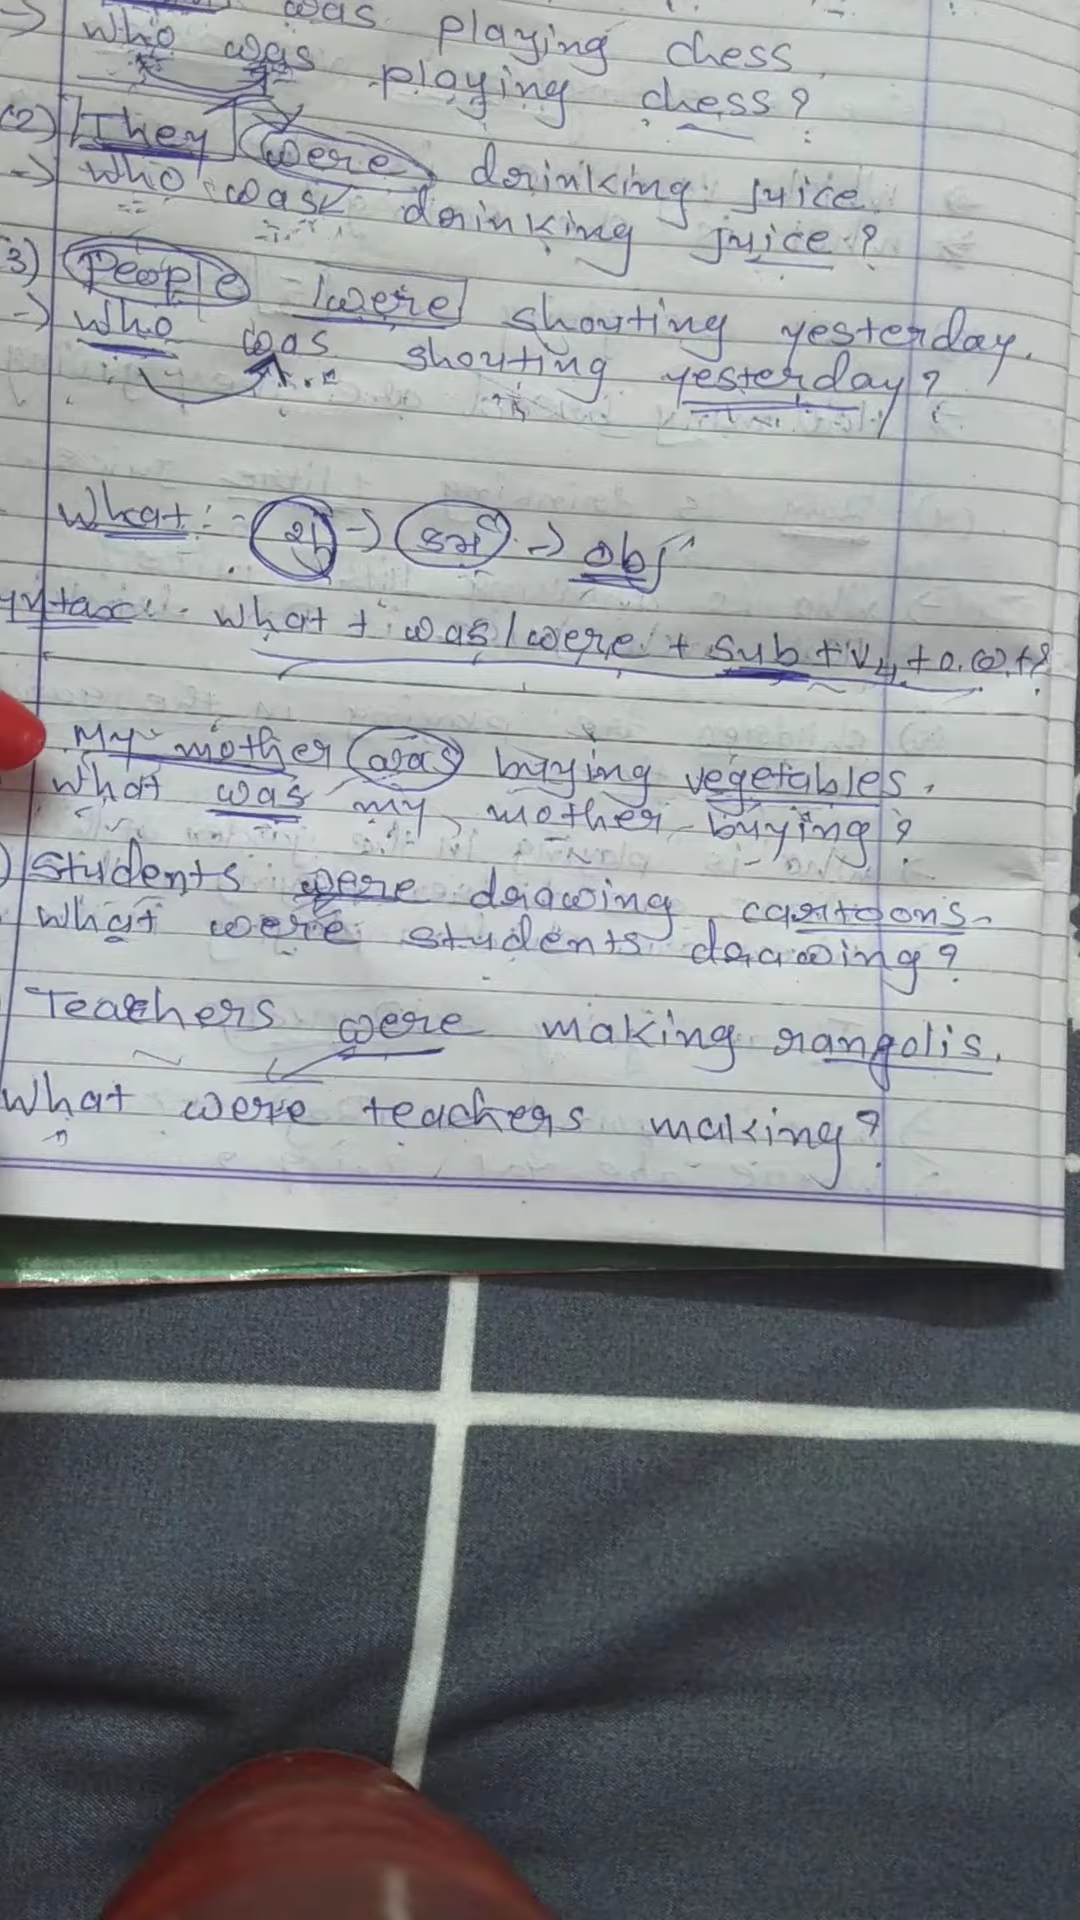 was playing chess
→ who was playing chess?
(2) They were drinking juice
→ who was drinking juice?
3) People were shouting yesterday.
→ who was shouting yesterday?
What :- શું → → obj
yntax :- what + was/were + sub + V4 + o.w. + ?
My mother was buying vegetables.
what was my mother buying?
) Students were drawing cartoons.
what were students drawing?
Teachers were making rangolis.
What were teachers making?